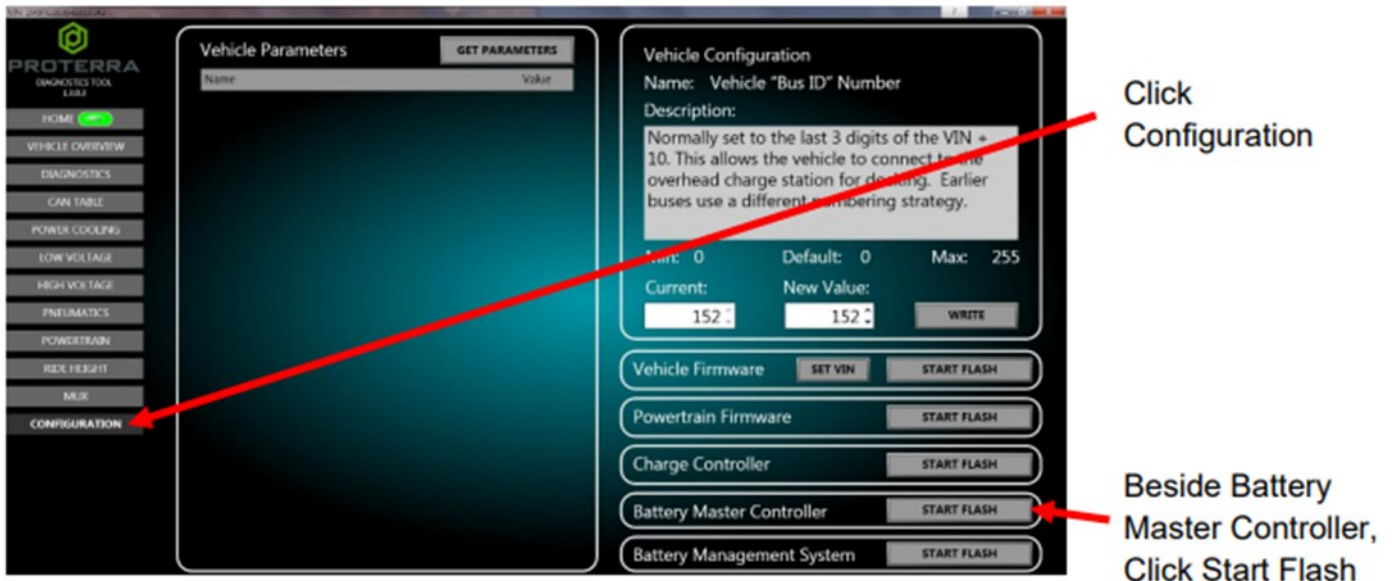 PROTERRA
DIAGNOSTICS TOOL
1.3.0.3
HOME
VEHICLE OVERVIEW
DIAGNOSTICS
CAN TABLE
POWER COOLING
LOW VOLTAGE
HIGH VOLTAGE
PNEUMATICS
POWERTRAIN
RIDE HEIGHT
MUX
CONFIGURATION
Vehicle Parameters GET PARAMETERS
Name Value
Vehicle Configuration
Name: Vehicle "Bus ID" Number
Description:
Normally set to the last 3 digits of the VIN +
10. This allows the vehicle to connect to the
overhead charge station for docking. Earlier
buses use a different numbering strategy.
Min: 0 Default: 0 Max: 255
Current: New Value:
152 152 WRITE
Vehicle Firmware SET VIN START FLASH
Powertrain Firmware START FLASH
Charge Controller START FLASH
Battery Master Controller START FLASH
Battery Management System START FLASH
Click
Configuration
Beside Battery
Master Controller,
Click Start Flash